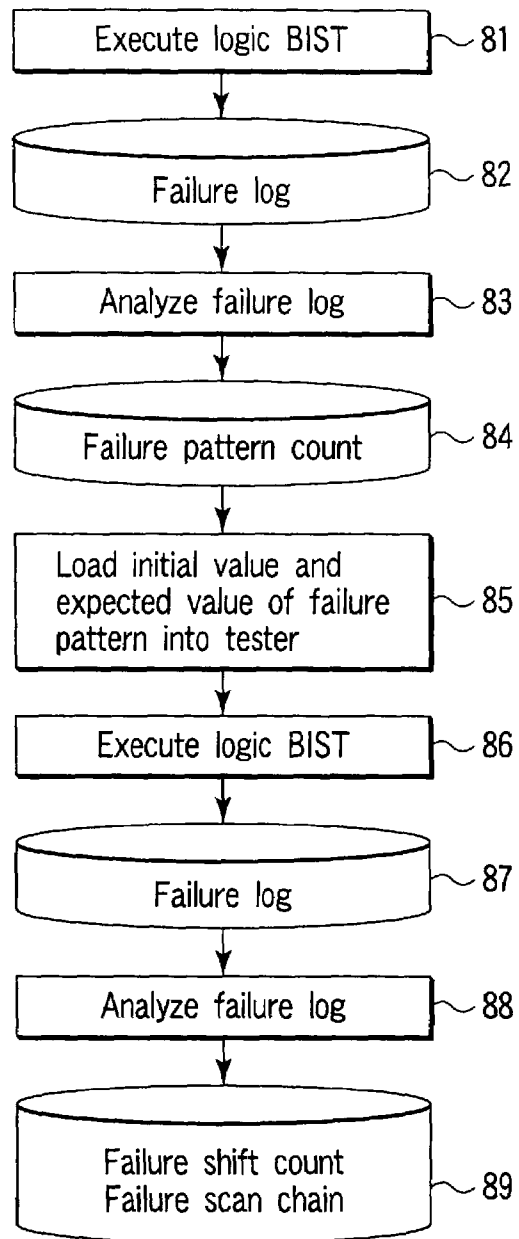 Execute logic BIST 81
Failure log 82
Analyze failure log 83
Failure pattern count 84
Load initial value and
expected value of failure 85
pattern into tester
Execute logic BIST 86
Failure log 87
Analyze failure log 88
Failure shift count
Failure scan chain 89